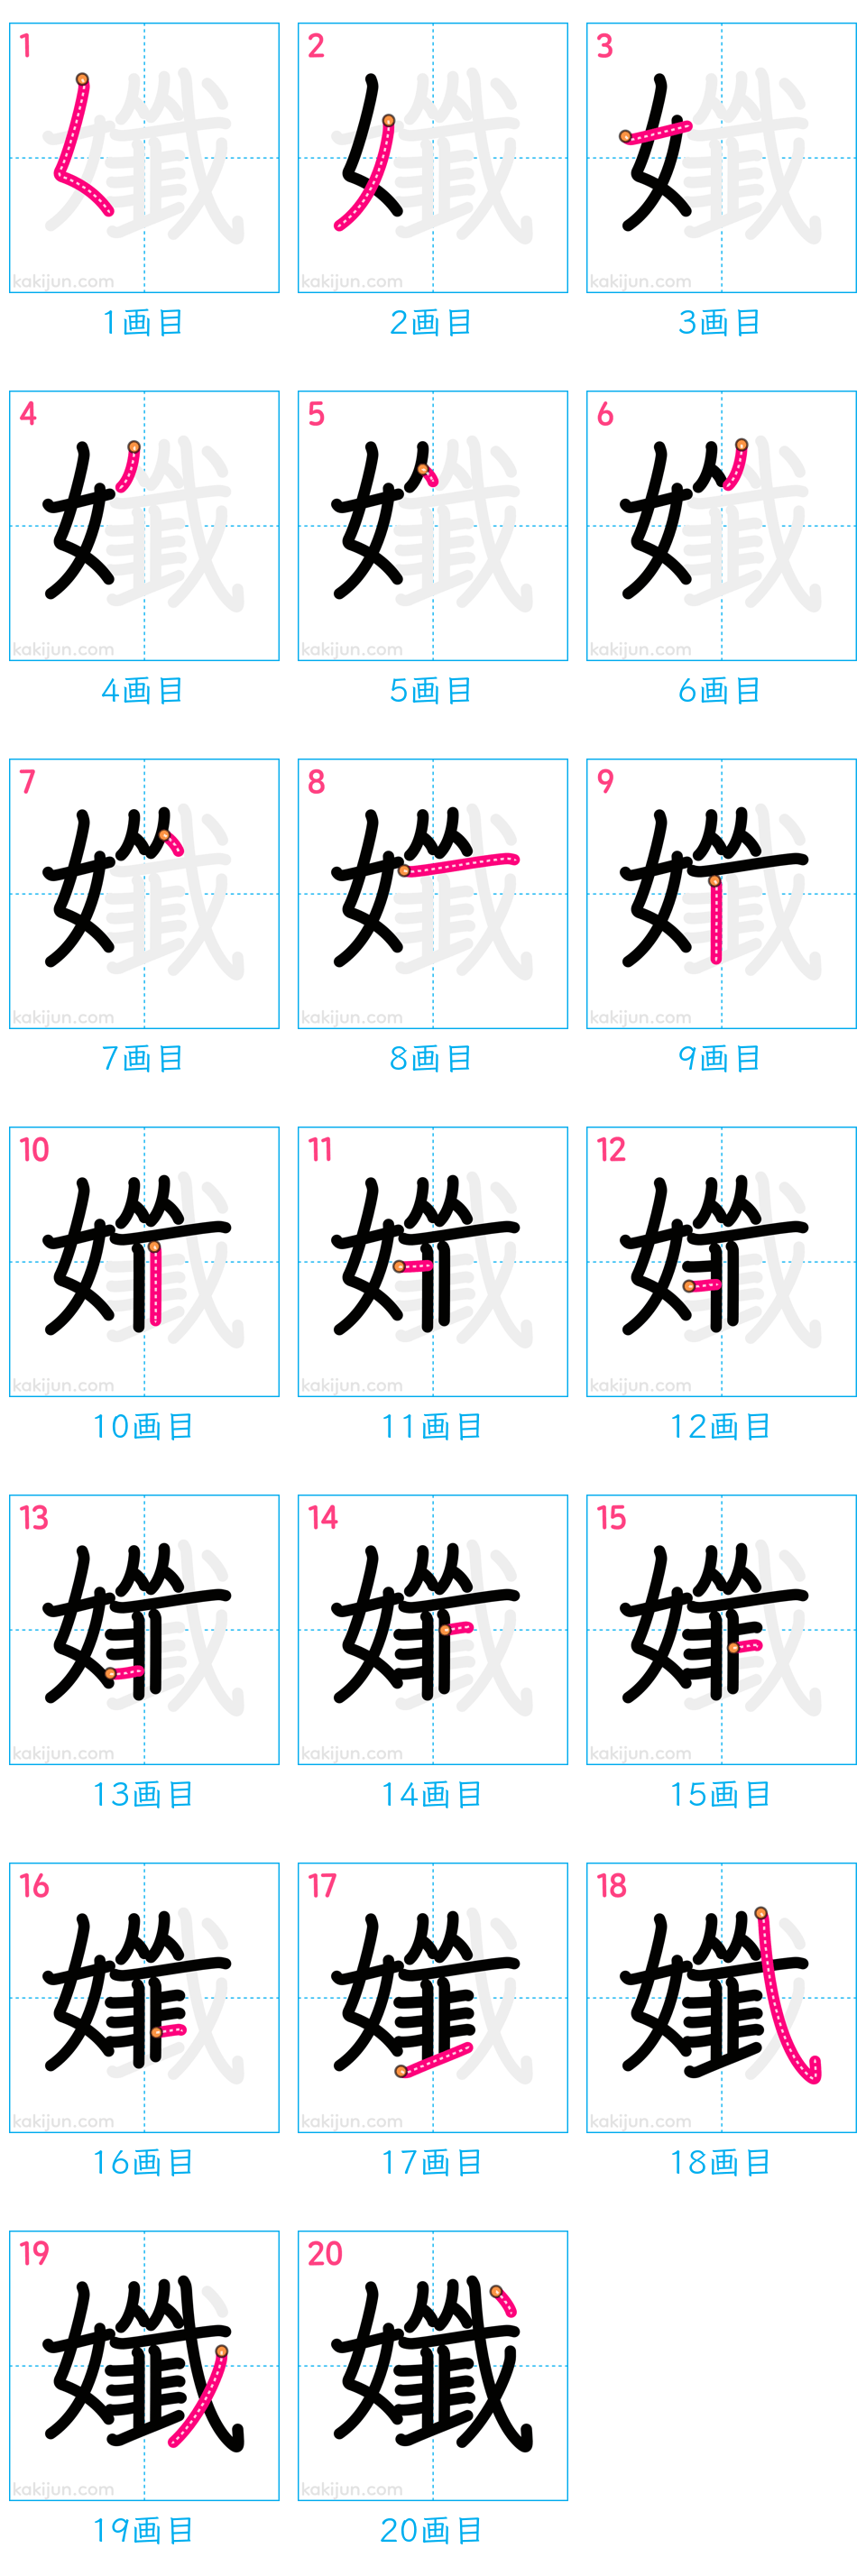 1 2 3
kakijun.com kakijun.com kakijun.com
1画目 2画目 3画目
4 5 6
kakijun.com kakijun.com kakijun.com
4画目 5画目 6画目
7 8 9
kakijun.com kakijun.com kakijun.com
7画目 8画目 9画目
10 11 12
kakijun.com kakijun.com kakijun.com
10画目 11画目 12画目
13 14 15
kakijun.com kakijun.com kakijun.com
13画目 14画目 15画目
16 17 18
kakijun.com kakijun.com kakijun.com
16画目 17画目 18画目
19 20
孅
kakijun.com kakijun.com
19画目 20画目